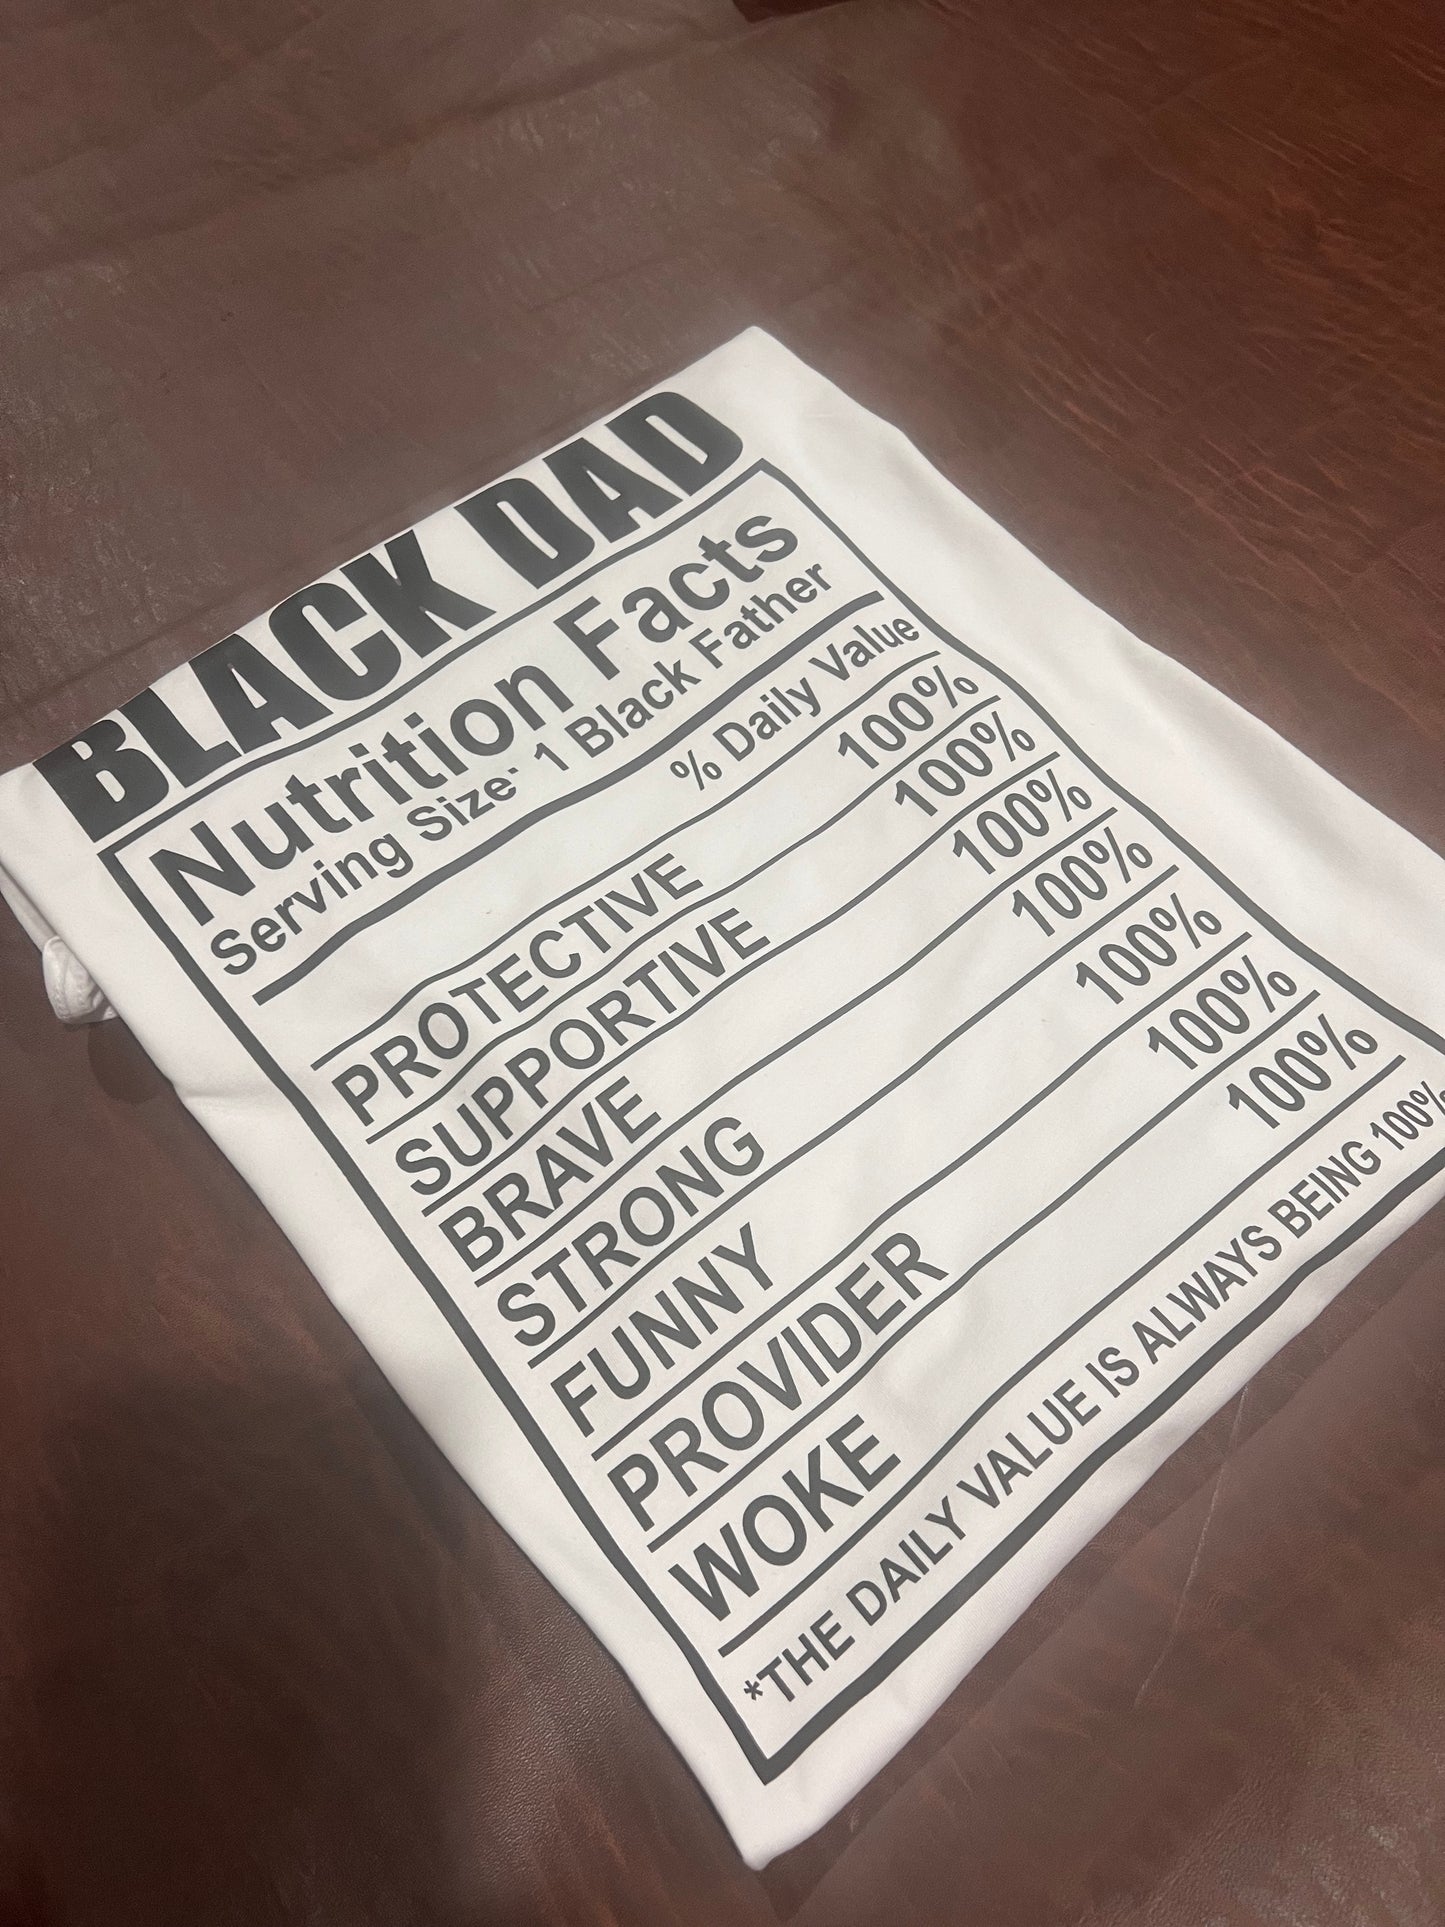 BLACK DAD
Nutrition Facts
Serving Size* 1 Black Father
% Daily Value
PROTECTIVE 100%
SUPPORTIVE 100%
BRAVE 100%
STRONG 100%
FUNNY 100%
PROVIDER 100%
WOKE 100%
*THE DAILY VALUE IS ALWAYS BEING 100%